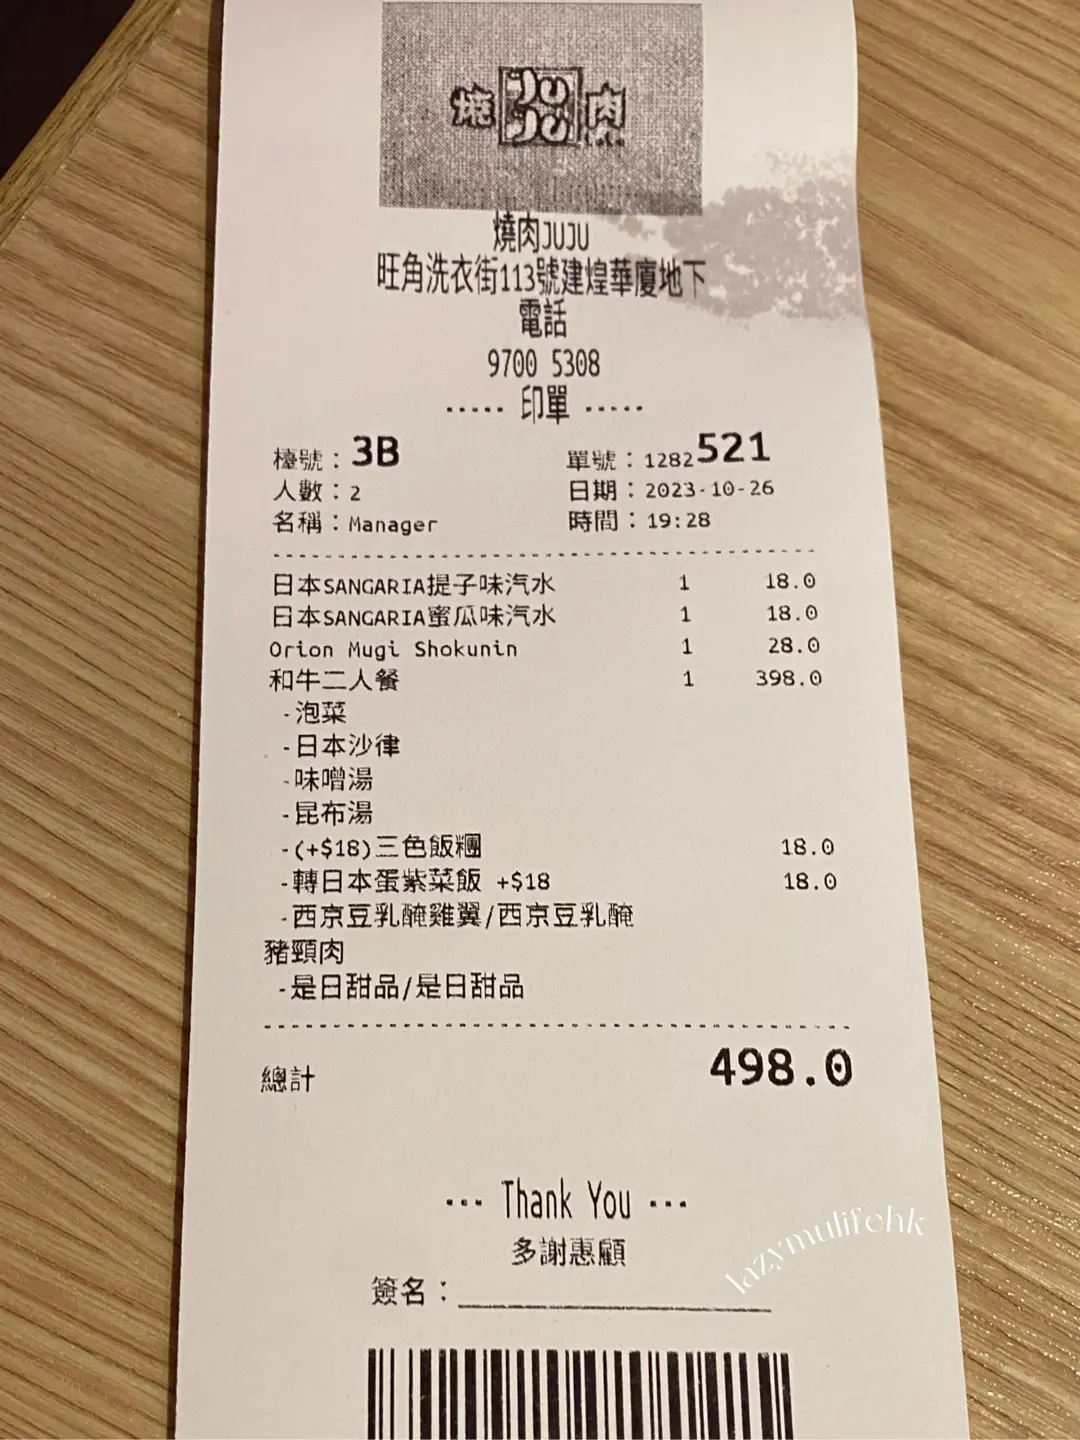 燒 JUJU 肉
燒肉JUJU
旺角洗衣街113號建煌華廈地下
電話
9700 5308
----- 印單 -----
檯號：3B 單號：1282521
人數：2 日期：2023-10-26
名稱：Manager 時間：19:28
日本SANGARIA提子味汽水 1 18.0
日本SANGARIA蜜瓜味汽水 1 18.0
Orion Mugi Shokunin 1 28.0
和牛二人餐 1 398.0
-泡菜
-日本沙律
-味噌湯
-昆布湯
-(+$18)三色飯糰 18.0
-轉日本蛋紫菜飯 +$18 18.0
-西京豆乳醃雞翼/西京豆乳醃
豬頸肉
-是日甜品/是日甜品
總計 498.0
--- Thank You ---
多謝惠顧
簽名：
lazymulifehk